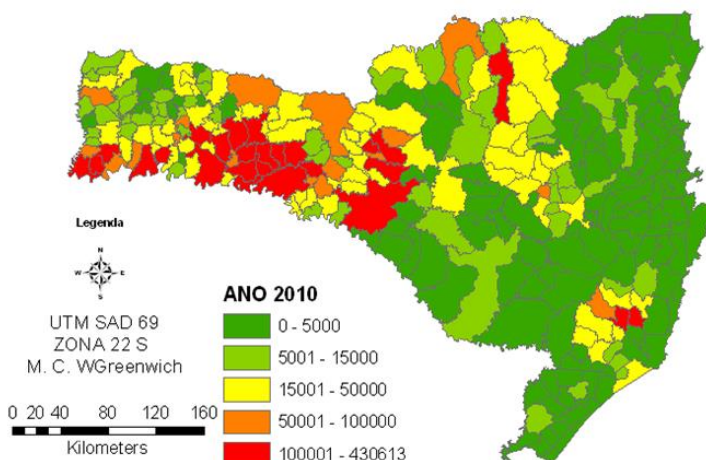 Legenda
N
W E
S
UTM SAD 69
ZONA 22 S
M. C. WGreenwich
0 20 40 80 120 160
Kilometers
ANO 2010
0 - 5000
5001 - 15000
15001 - 50000
50001 - 100000
100001 - 430613